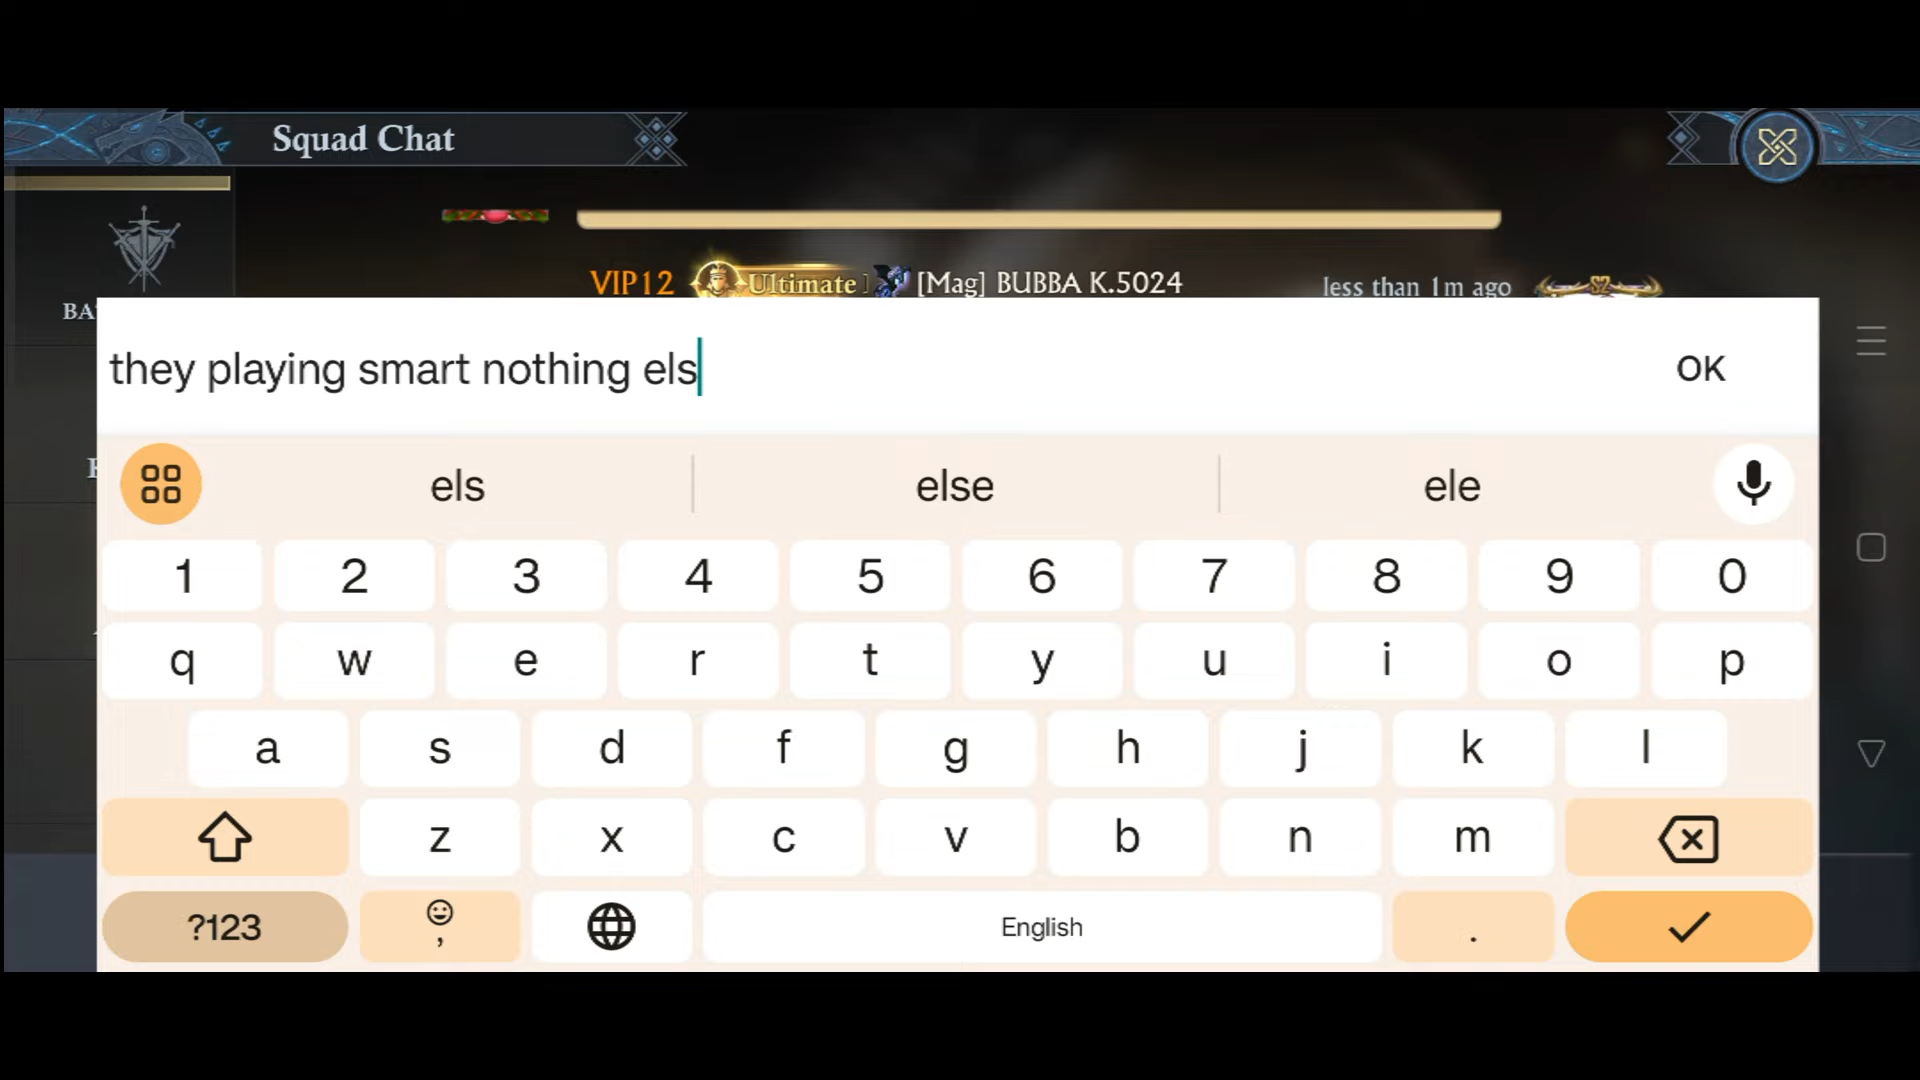 Squad Chat
VIP12 Ultimate [Mag] BUBBA K.5024 less than 1m ago S2
BA
they playing smart nothing els OK
els else ele
1 2 3 4 5 6 7 8 9 0
q w e r t y u i o p
a s d f g h j k l
z x c v b n m
?123 , English .